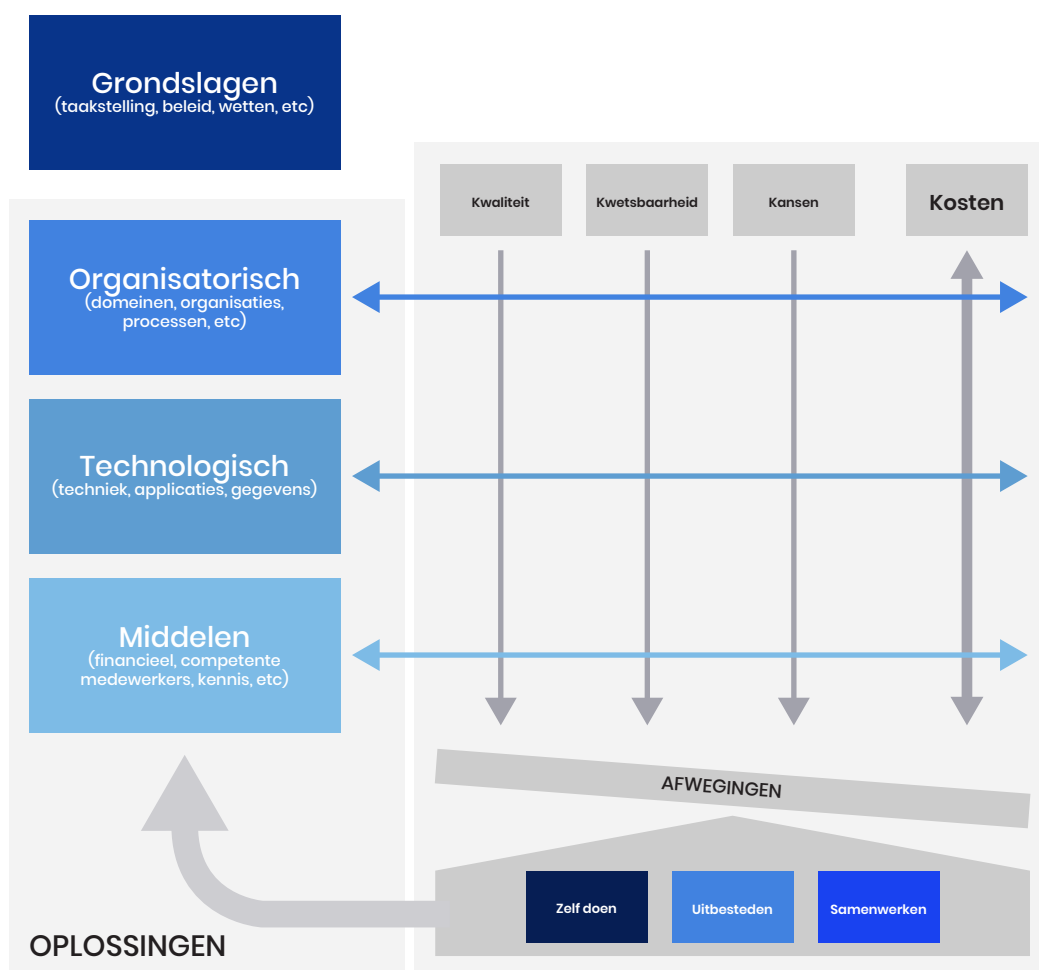 Grondslagen
(taakstelling, beleid, wetten, etc)
Kwaliteit
Kwetsbaarheid
Kansen
Kosten
Organisatorisch
(domeinen, organisaties,
processen, etc)
Technologisch
(techniek, applicaties, gegevens)
Middelen
(financieel, competente
medewerkers, kennis, etc)
AFWEGINGEN
Zelf doen
Uitbesteden
Samenwerken
OPLOSSINGEN